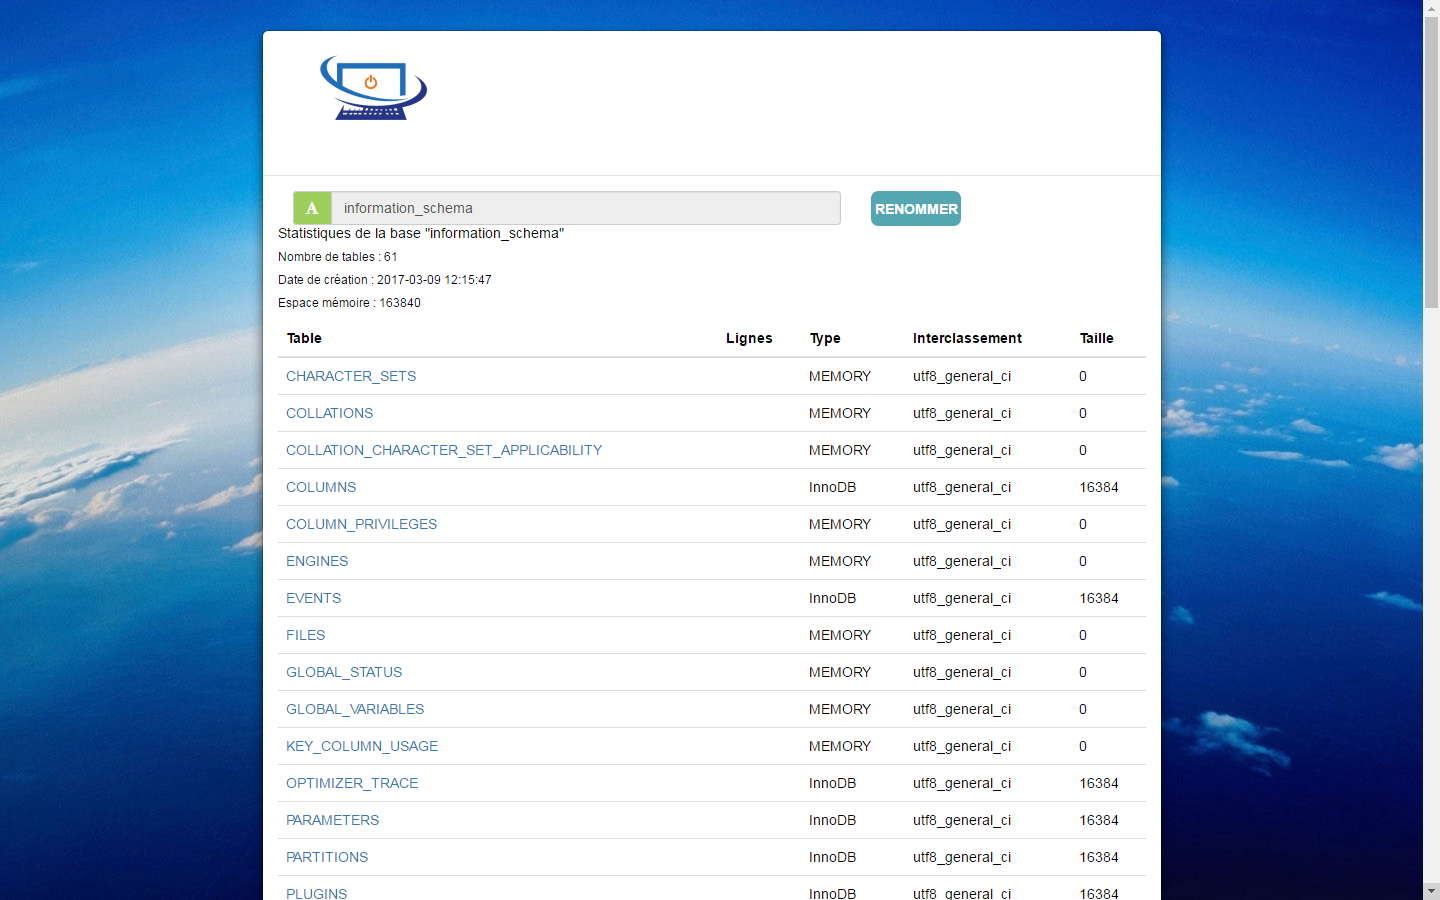 A information_schema RENOMMER
Statistiques de la base "information_schema"
Nombre de tables : 61
Date de création : 2017-03-09 12:15:47
Espace mémoire : 163840
Table Lignes Type Interclassement Taille
CHARACTER_SETS MEMORY utf8_general_ci 0
COLLATIONS MEMORY utf8_general_ci 0
COLLATION_CHARACTER_SET_APPLICABILITY MEMORY utf8_general_ci 0
COLUMNS InnoDB utf8_general_ci 16384
COLUMN_PRIVILEGES MEMORY utf8_general_ci 0
ENGINES MEMORY utf8_general_ci 0
EVENTS InnoDB utf8_general_ci 16384
FILES MEMORY utf8_general_ci 0
GLOBAL_STATUS MEMORY utf8_general_ci 0
GLOBAL_VARIABLES MEMORY utf8_general_ci 0
KEY_COLUMN_USAGE MEMORY utf8_general_ci 0
OPTIMIZER_TRACE InnoDB utf8_general_ci 16384
PARAMETERS InnoDB utf8_general_ci 16384
PARTITIONS InnoDB utf8_general_ci 16384
PLUGINS InnoDB utf8_general_ci 16384